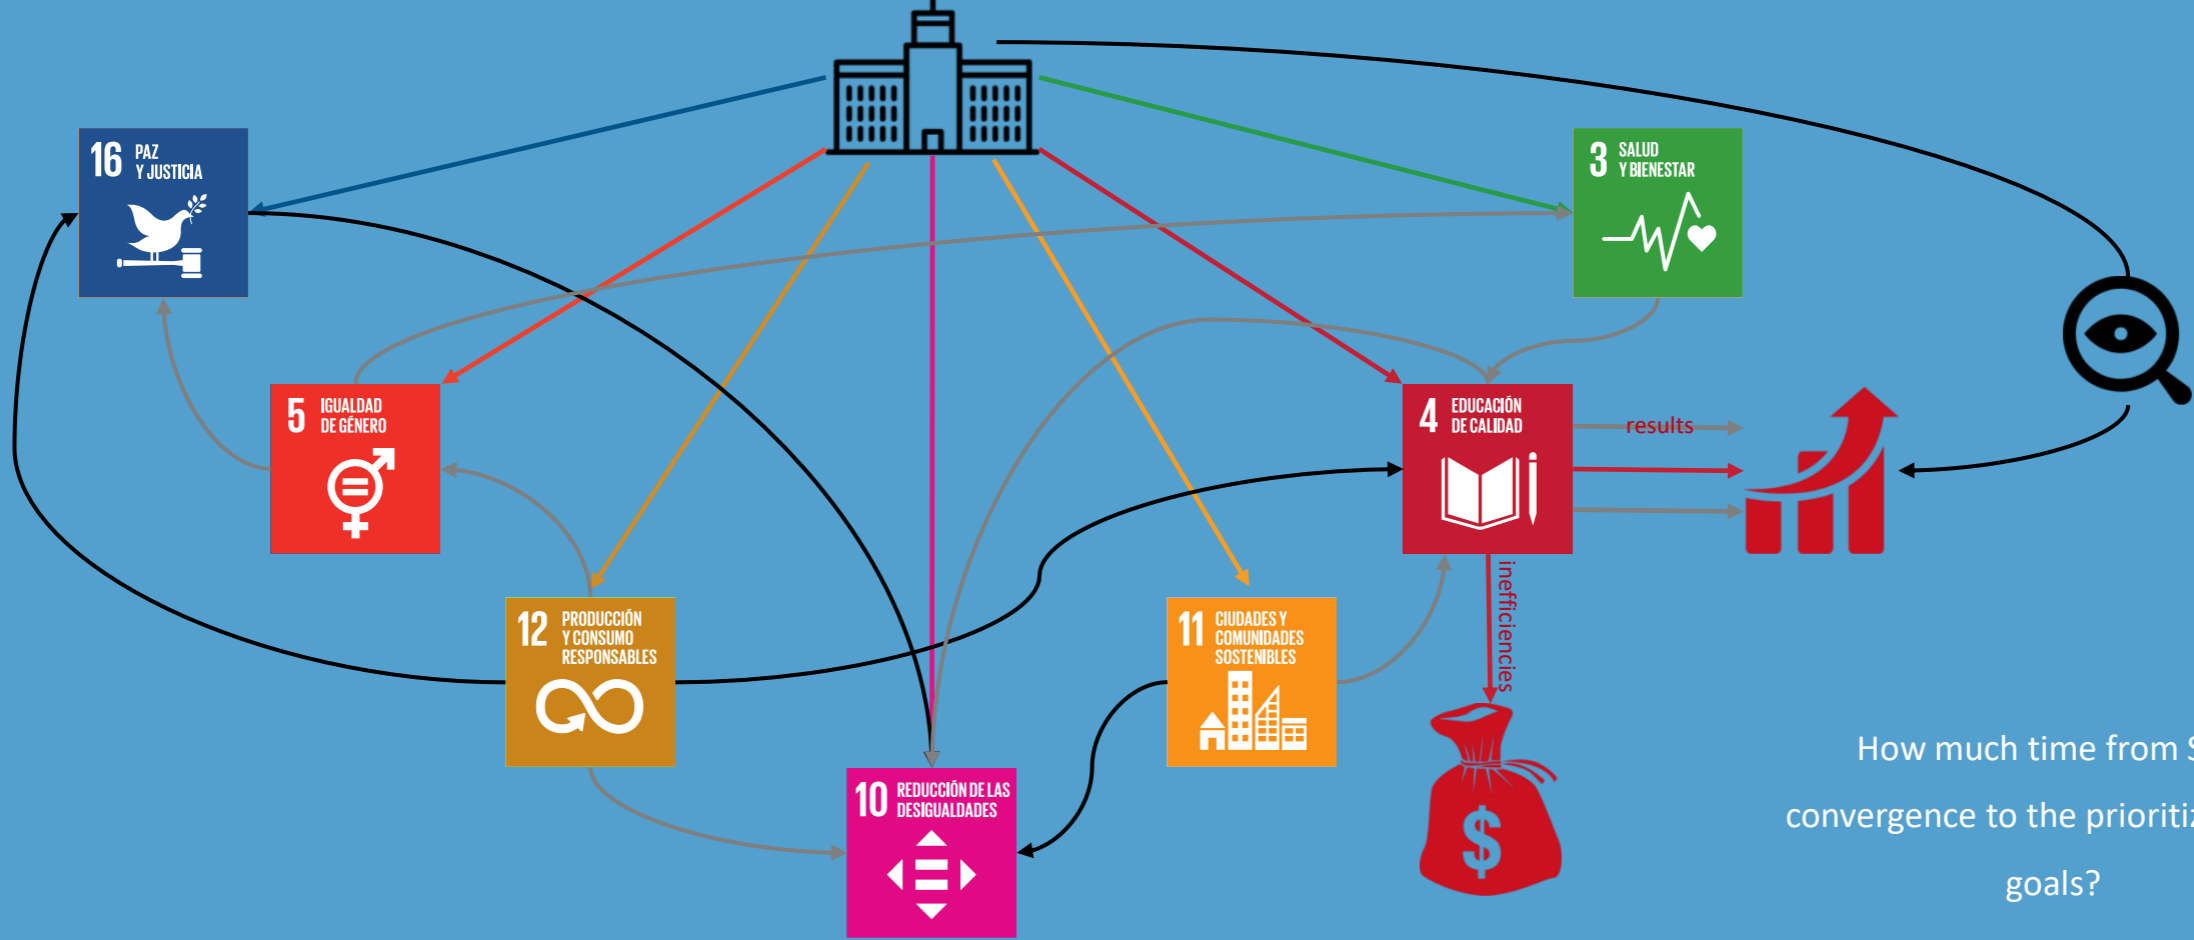 16 PAZ
Y JUSTICIA
3 SALUD
Y BIENESTAR
5 IGUALDAD
DE GÉNERO
4 EDUCACIÓN
DE CALIDAD
results
inefficiencies
12 PRODUCCIÓN
Y CONSUMO
RESPONSABLES
11 CIUDADES Y
COMUNIDADES
SOSTENIBLES
10 REDUCCIÓN DE LAS
DESIGUALDADES
$
How much time from
convergence to the
goals?